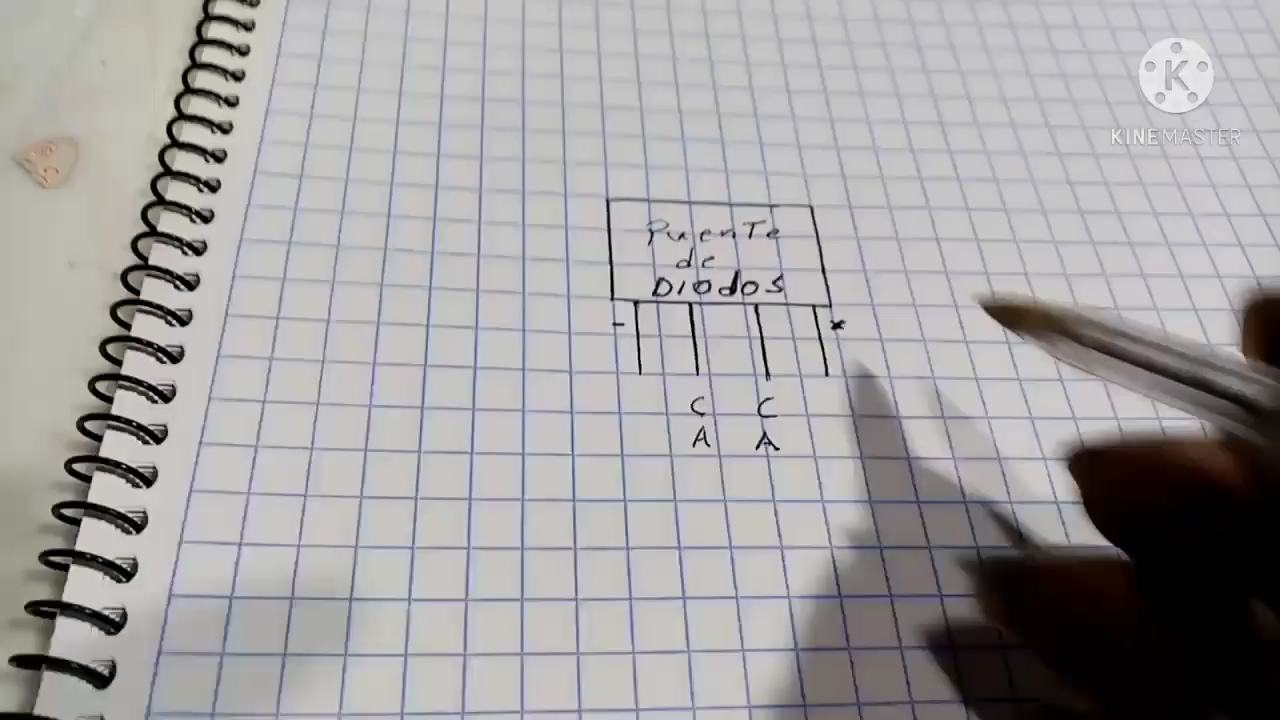 K
KINEMASTER
Puente
de
DIOdOS
- +
C C
A A